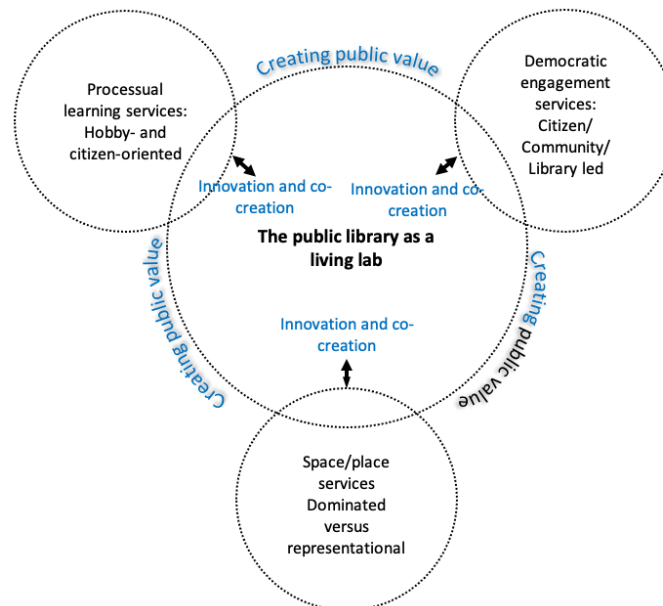 Creating public value
Processual
learning services:
Hobby- and
citizen-oriented
Democratic
engagement
services:
Citizen/
Community/
Library led
Innovation and co-
creation
Innovation and co-
creation
The public library as a
living lab
Creating public value
Creating public value
Innovation and co-
creation
Space/place
services
Dominated
versus
representational